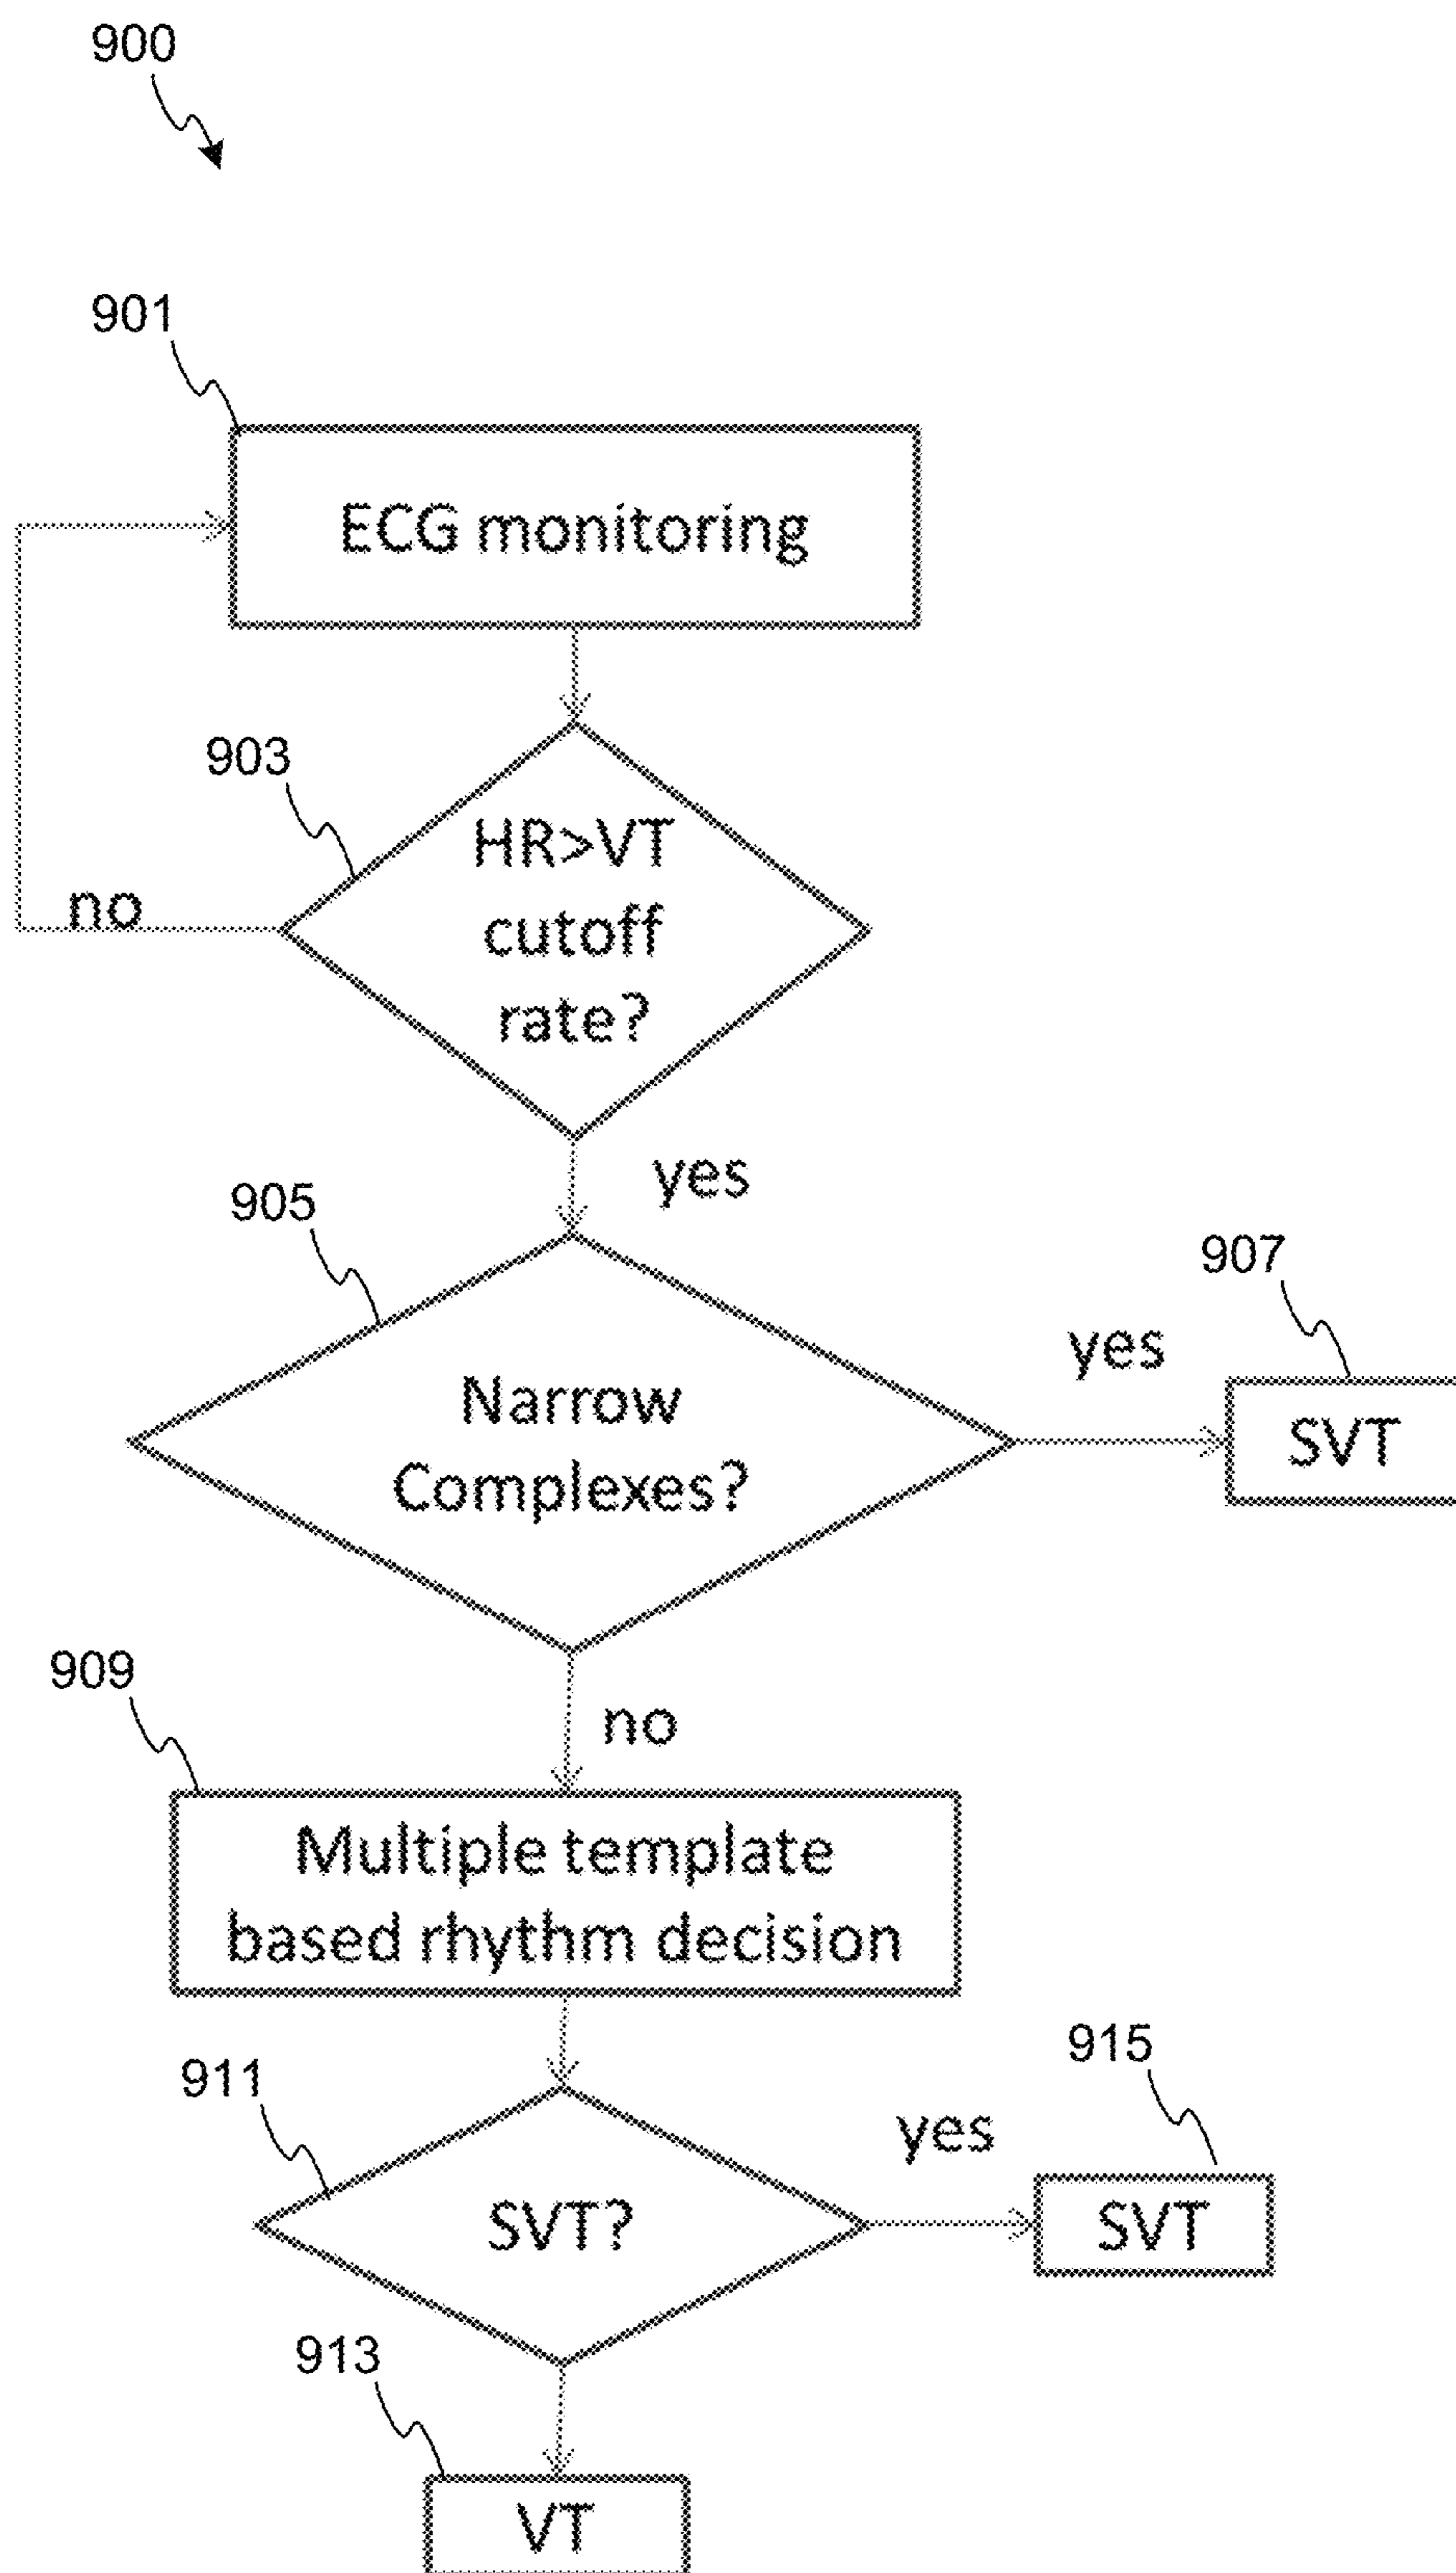 900
901
ECG monitoring
903
HR>VT
cutoff
rate?
no
yes
905
907
yes
Narrow
Complexes?
SVT
909
no
Multiple template
based rhythm decision
911
915
yes
SVT?
SVT
913
VT